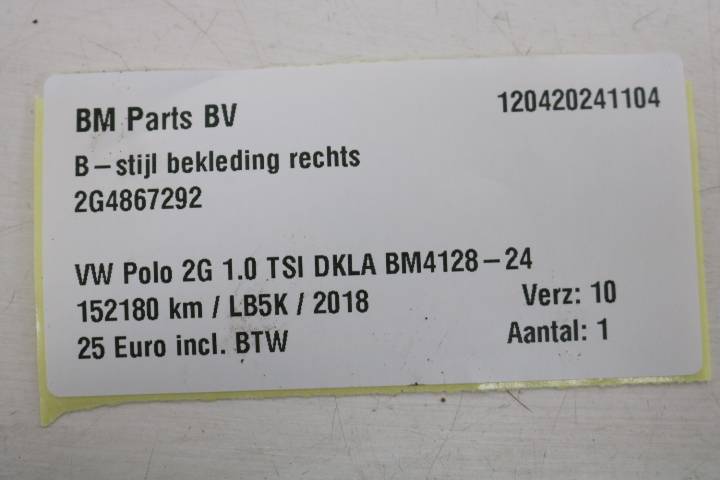 BM Parts BV 120420241104
B-stijl bekleding rechts
2G4867292
VW Polo 2G 1.0 TSI DKLA BM4128-24
152180 km / LB5K / 2018 Verz: 10
25 Euro incl. BTW Aantal: 1